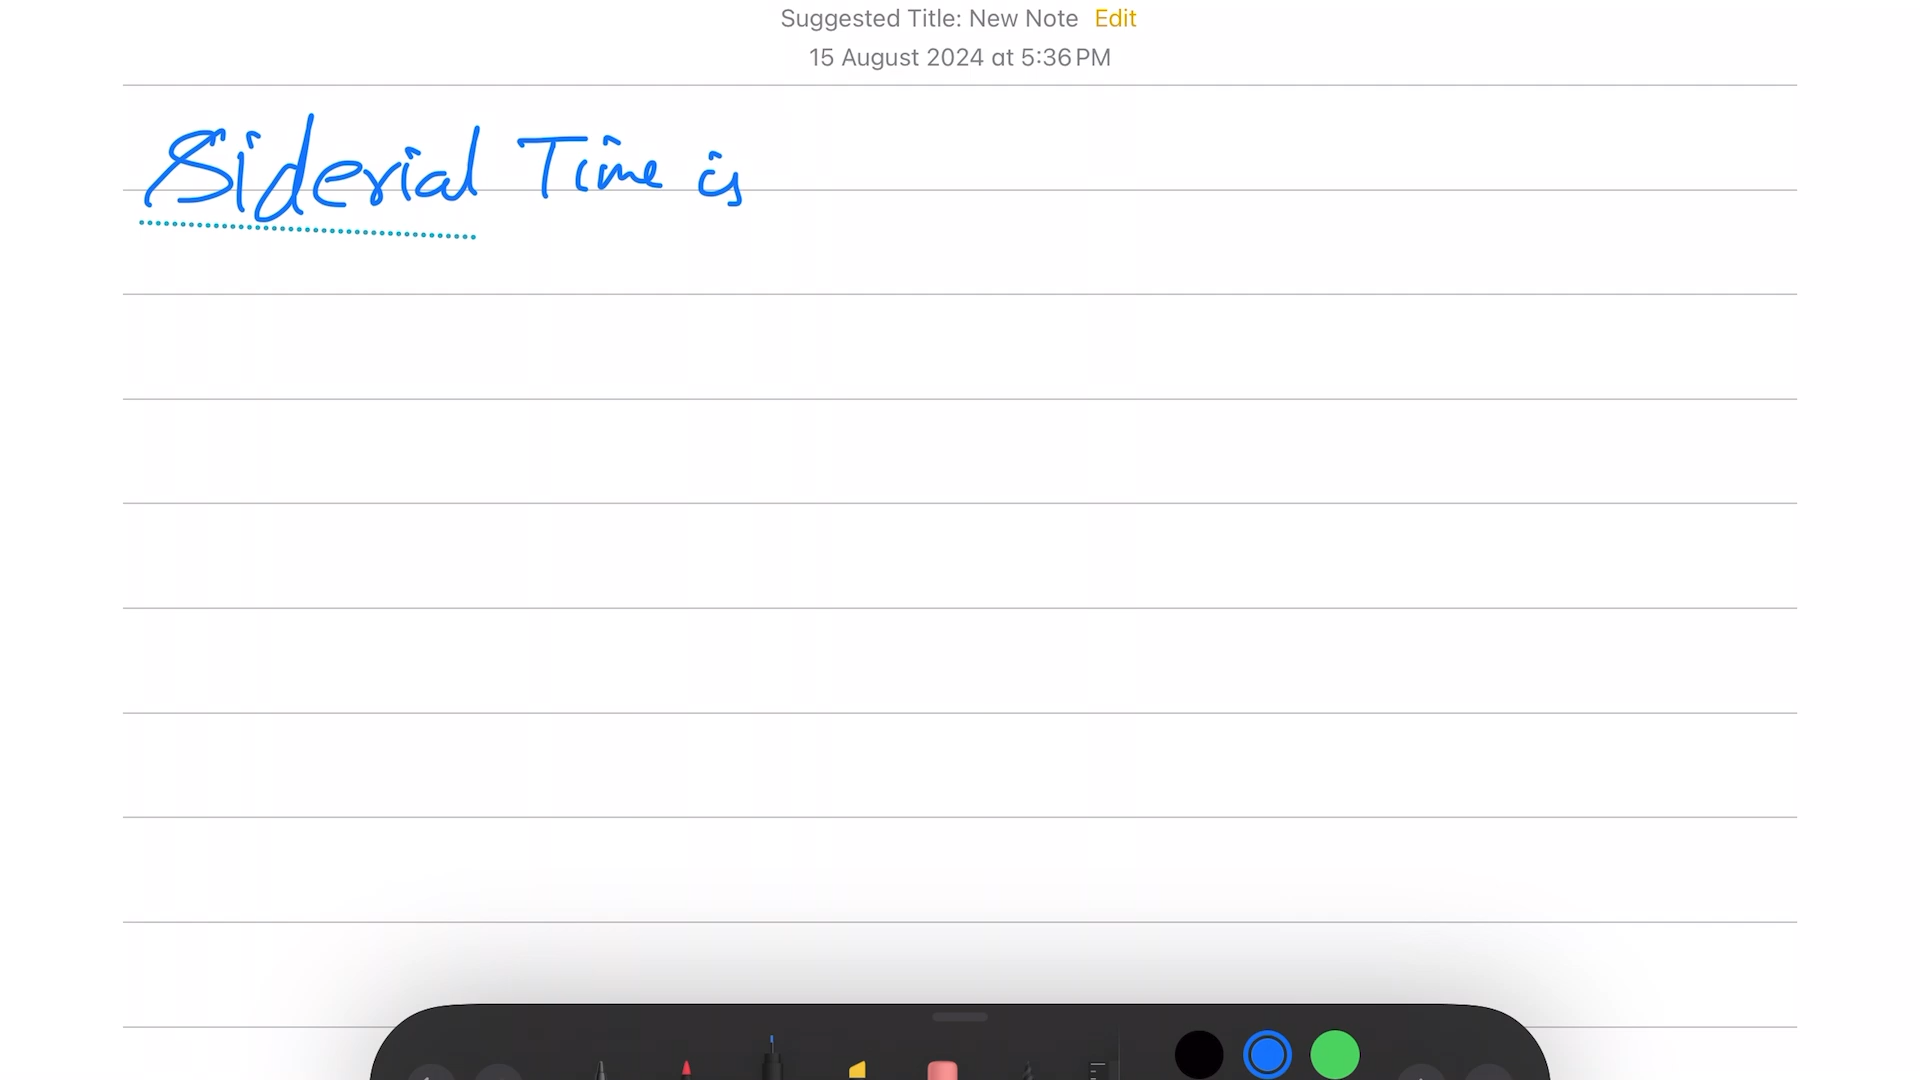 Suggested Title: New Note Edit
15 August 2024 at 5:36 PM
Siderial Time is